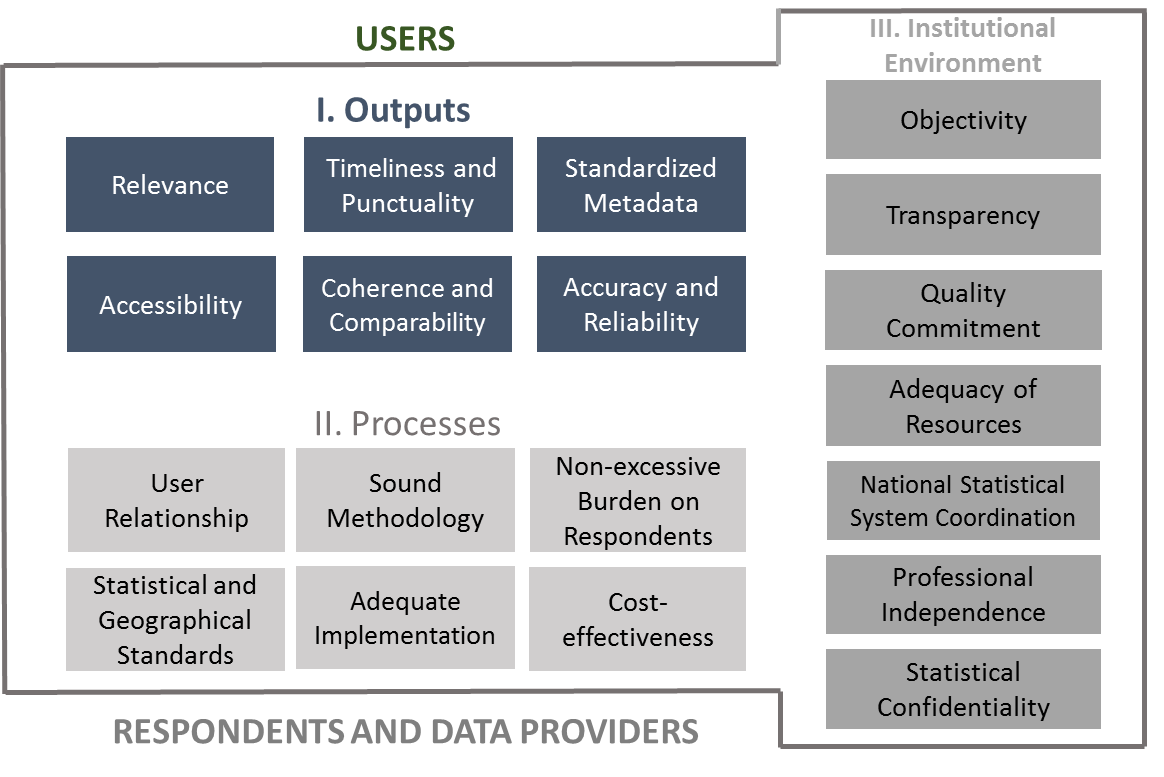 USERS
I. Outputs
Relevance
Timeliness and
Punctuality
Standardized
Metadata
Accessibility
Coherence and
Comparability
Accuracy and
Reliability
II. Processes
User
Relationship
Sound
Methodology
Non-excessive
Burden on
Respondents
Statistical and
Geographical
Standards
Adequate
Implementation
Cost-
effectiveness
RESPONDENTS AND DATA PROVIDERS
III. Institutional
Environment
Objectivity
Transparency
Quality
Commitment
Adequacy of
Resources
National Statistical
System Coordination
Professional
Independence
Statistical
Confidentiality